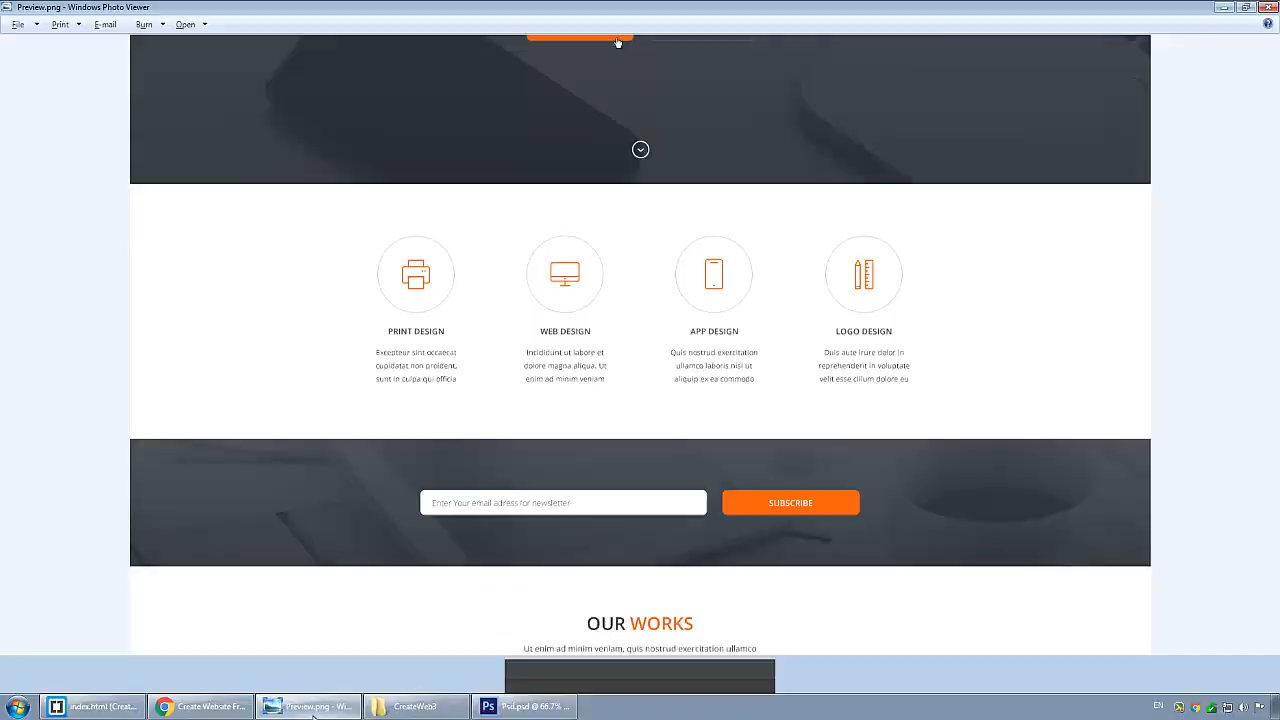 Preview.png - Windows Photo Viewer
File Print E-mail Burn Open
PRINT DESIGN
Excepteur sint occaecat
cupidatat non proident,
sunt in culpa qui officia
WEB DESIGN
Incididunt ut labore et
dolore magna aliqua. Ut
enim ad minim veniam
APP DESIGN
Quis nostrud exercitation
ullamco laboris nisi ut
aliquip ex ea commodo
LOGO DESIGN
Duis aute irure dolor in
reprehenderit in voluptate
velit esse cillum dolore eu
Enter Your email adress for newsletter
SUBSCRIBE
OUR WORKS
Ut enim ad minim veniam, quis nostrud exercitation ullamco
index.html (Creat...
Create Website Fr...
Preview.png - Wi...
CreateWeb3
Psd.psd @ 66.7% ...
EN